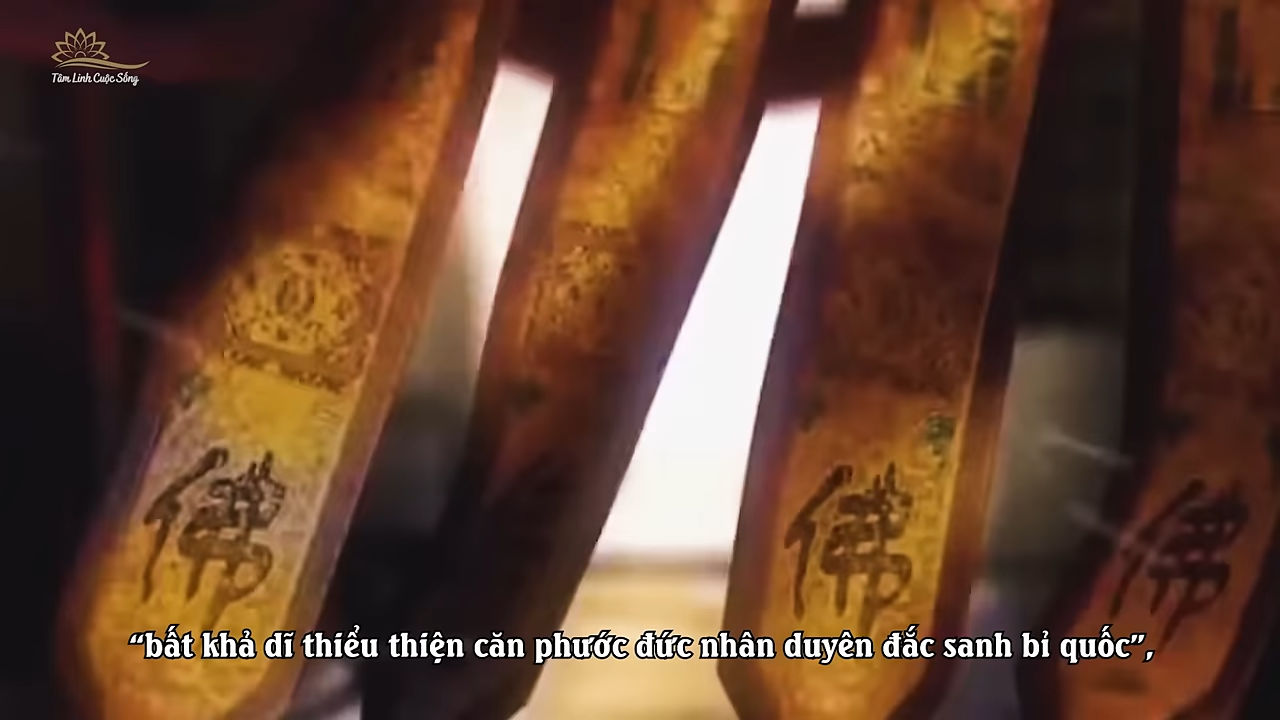 Tâm Linh Cuộc Sống
佛
佛
佛
“bất khả dĩ thiểu thiện căn phước đức nhân duyên đắc sanh bỉ quốc”,